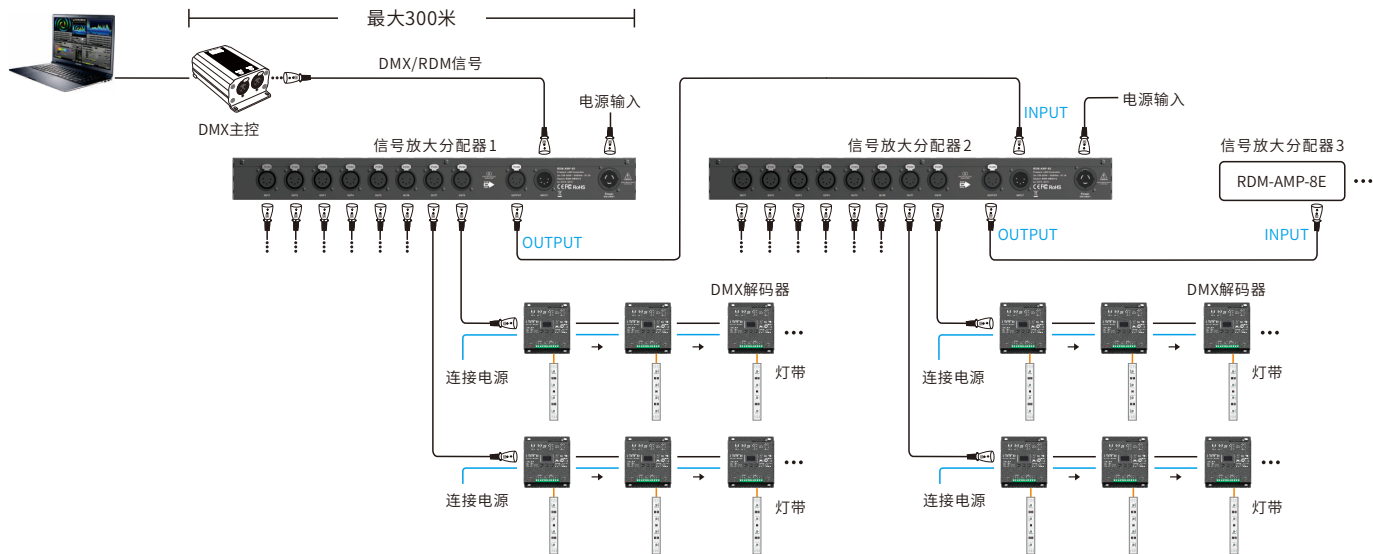 最大300米
DMX/RDM信号
DMX主控
电源输入
信号放大分配器1
INPUT
电源输入
信号放大分配器2
信号放大分配器3
RDM-AMP-8E
OUTPUT
OUTPUT
INPUT
DMX解码器
DMX解码器
连接电源
灯带
连接电源
灯带
连接电源
灯带
连接电源
灯带